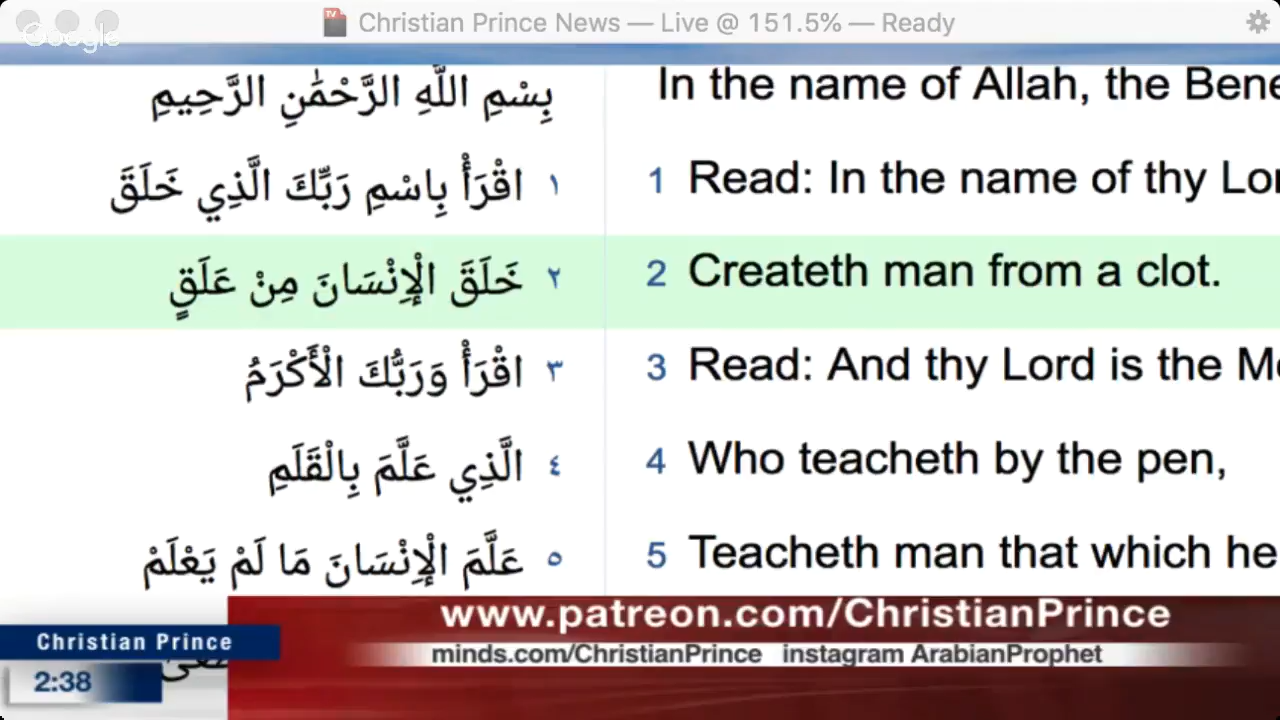 Christian Prince News — Live @ 151.5% — Ready
Google
بِسْمِ اللَّهِ الرَّحْمَٰنِ الرَّحِيمِ
In the name of Allah, the
١ اقْرَأْ بِاسْمِ رَبِّكَ الَّذِي خَلَقَ
1 Read: In the name of thy
٢ خَلَقَ الْإِنْسَانَ مِنْ عَلَقٍ
2 Createth man from a clot.
٣ اقْرَأْ وَرَبُّكَ الْأَكْرَمُ
3 Read: And thy Lord is the
٤ الَّذِي عَلَّمَ بِالْقَلَمِ
4 Who teacheth by the pen,
٥ عَلَّمَ الْإِنْسَانَ مَا لَمْ يَعْلَمْ
5 Teacheth man that which he
www.patreon.com/ChristianPrince
Christian Prince
minds.com/ChristianPrince instagram ArabianProphet
2:38